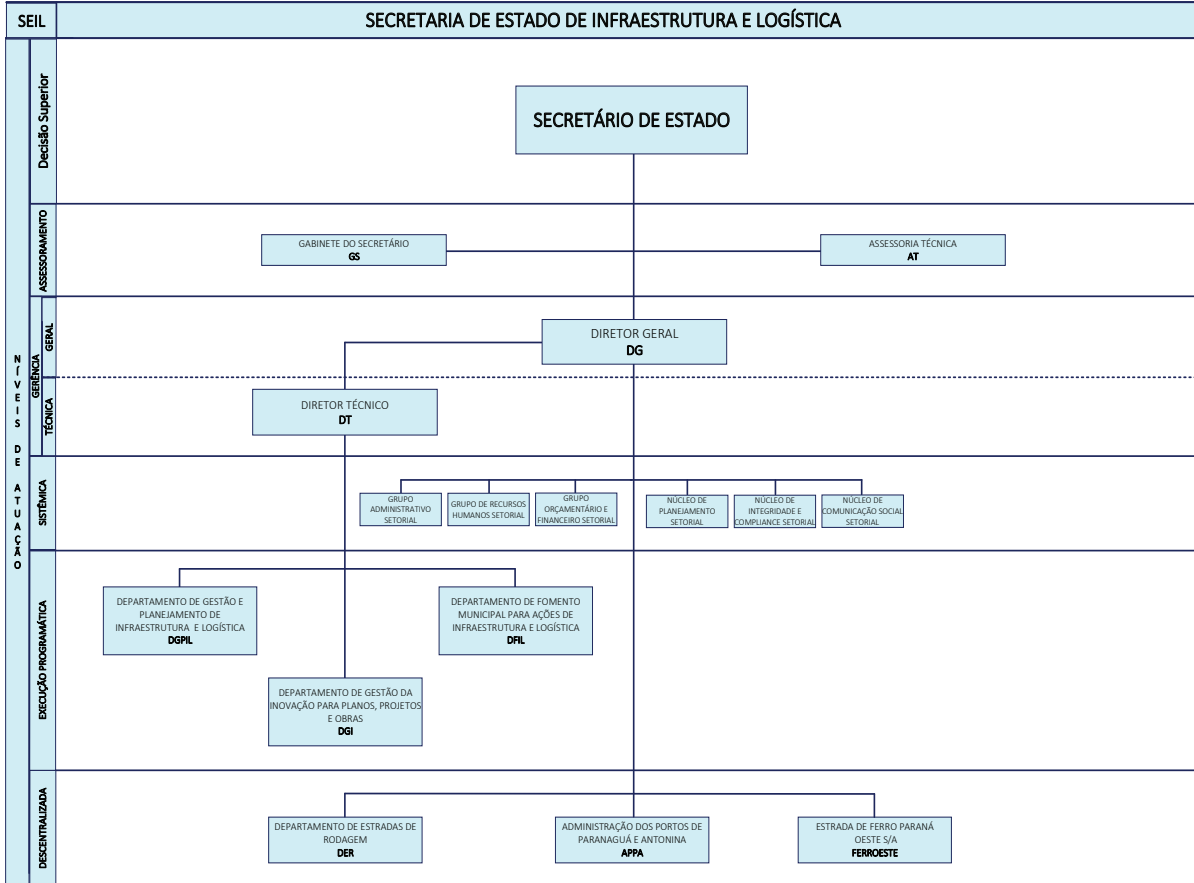 SEIL
SECRETARIA DE ESTADO DE INFRAESTRUTURA E LOGÍSTICA
NÍVEIS DE ATUAÇÃO
Decisão Superior
SECRETÁRIO DE ESTADO
ASSESSORAMENTO
GABINETE DO SECRETÁRIO
GS
ASSESSORIA TÉCNICA
AT
GERÊNCIA
GERAL
DIRETOR GERAL
DG
TÉCNICA
DIRETOR TÉCNICO
DT
SISTÊMICA
GRUPO
ADMINISTRATIVO
SETORIAL
GRUPO DE RECURSOS
HUMANOS SETORIAL
GRUPO
ORÇAMENTÁRIO E
FINANCEIRO SETORIAL
NÚCLEO DE
PLANEJAMENTO
SETORIAL
NÚCLEO DE
INTEGRIDADE E
COMPLIANCE SETORIAL
NÚCLEO DE
COMUNICAÇÃO SOCIAL
SETORIAL
EXECUÇÃO PROGRAMÁTICA
DEPARTAMENTO DE GESTÃO E
PLANEJAMENTO DE
INFRAESTRUTURA E LOGÍSTICA
DGPIL
DEPARTAMENTO DE FOMENTO
MUNICIPAL PARA AÇÕES DE
INFRAESTRUTURA E LOGÍSTICA
DFIL
DEPARTAMENTO DE GESTÃO DA
INOVAÇÃO PARA PLANOS, PROJETOS
E OBRAS
DGI
DESCENTRALIZADA
DEPARTAMENTO DE ESTRADAS DE
RODAGEM
DER
ADMINISTRAÇÃO DOS PORTOS DE
PARANAGUÁ E ANTONINA
APPA
ESTRADA DE FERRO PARANÁ
OESTE S/A
FERROESTE